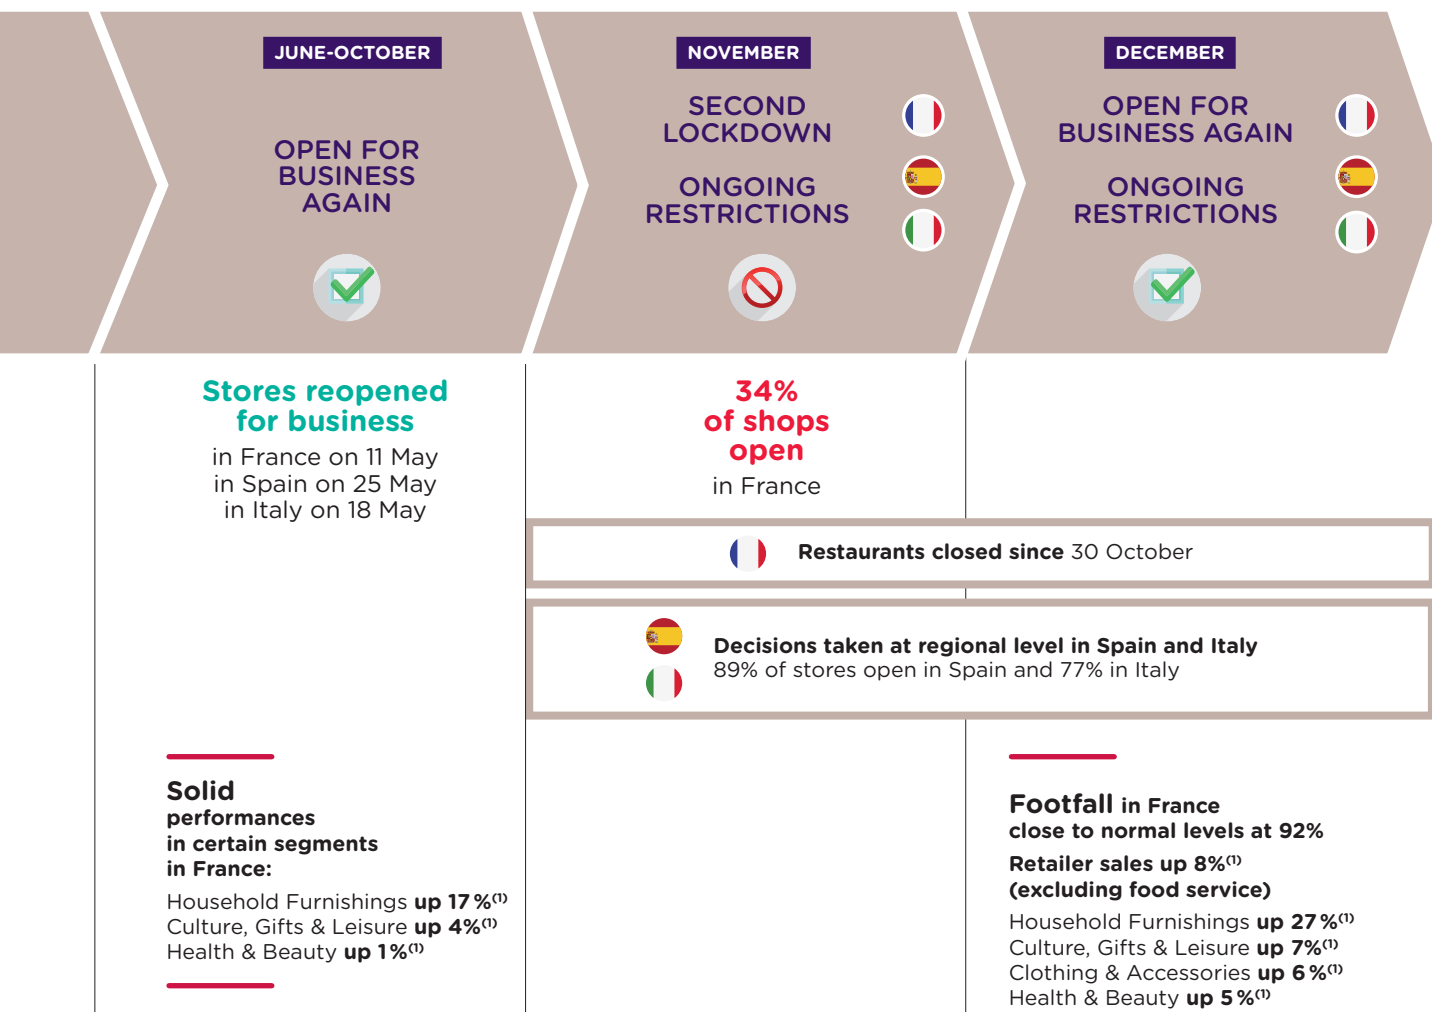 JUNE-OCTOBER
OPEN FOR
BUSINESS
AGAIN
Stores reopened
for business
in France on 11 May
in Spain on 25 May
in Italy on 18 May
Solid
performances
in certain segments
in France:
Household Furnishings up 17%(1)
Culture, Gifts & Leisure up 4%(1)
Health & Beauty up 1%(1)
NOVEMBER
SECOND
LOCKDOWN
ONGOING
RESTRICTIONS
34%
of shops
open
in France
DECEMBER
OPEN FOR
BUSINESS AGAIN
ONGOING
RESTRICTIONS
Restaurants closed since 30 October
Decisions taken at regional level in Spain and Italy
89% of stores open in Spain and 77% in Italy
Footfall in France
close to normal levels at 92%
Retailer sales up 8%(1)
(excluding food service)
Household Furnishings up 27%(1)
Culture, Gifts & Leisure up 7%(1)
Clothing & Accessories up 6%(1)
Health & Beauty up 5%(1)